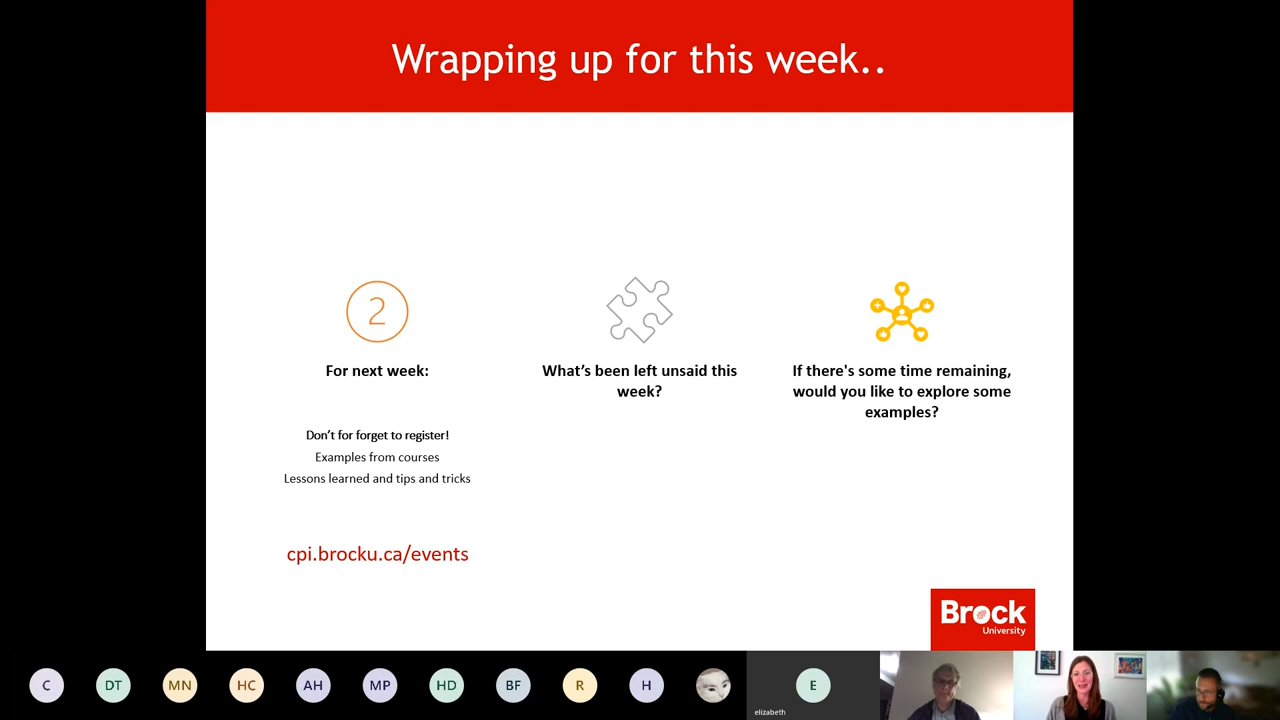 Wrapping up for this week..
2
For next week:
Don't for forget to register!
Examples from courses
Lessons learned and tips and tricks
cpi.brocku.ca/events
What's been left unsaid this
week?
If there's some time remaining,
would you like to explore some
examples?
Brock
University
C
DT
MN
HC
AH
MP
HD
BF
R
H
E
elizabeth